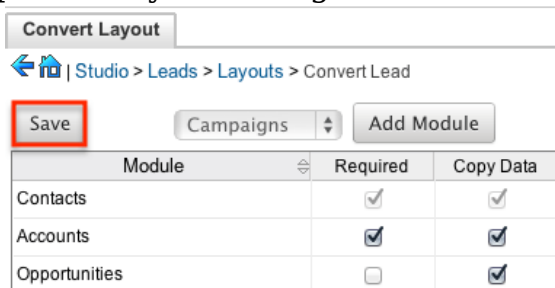 Convert Layout
| Studio > Leads > Layouts > Convert Lead
Save Campaigns Add Module
Module Required Copy Data
Contacts
Accounts
Opportunities